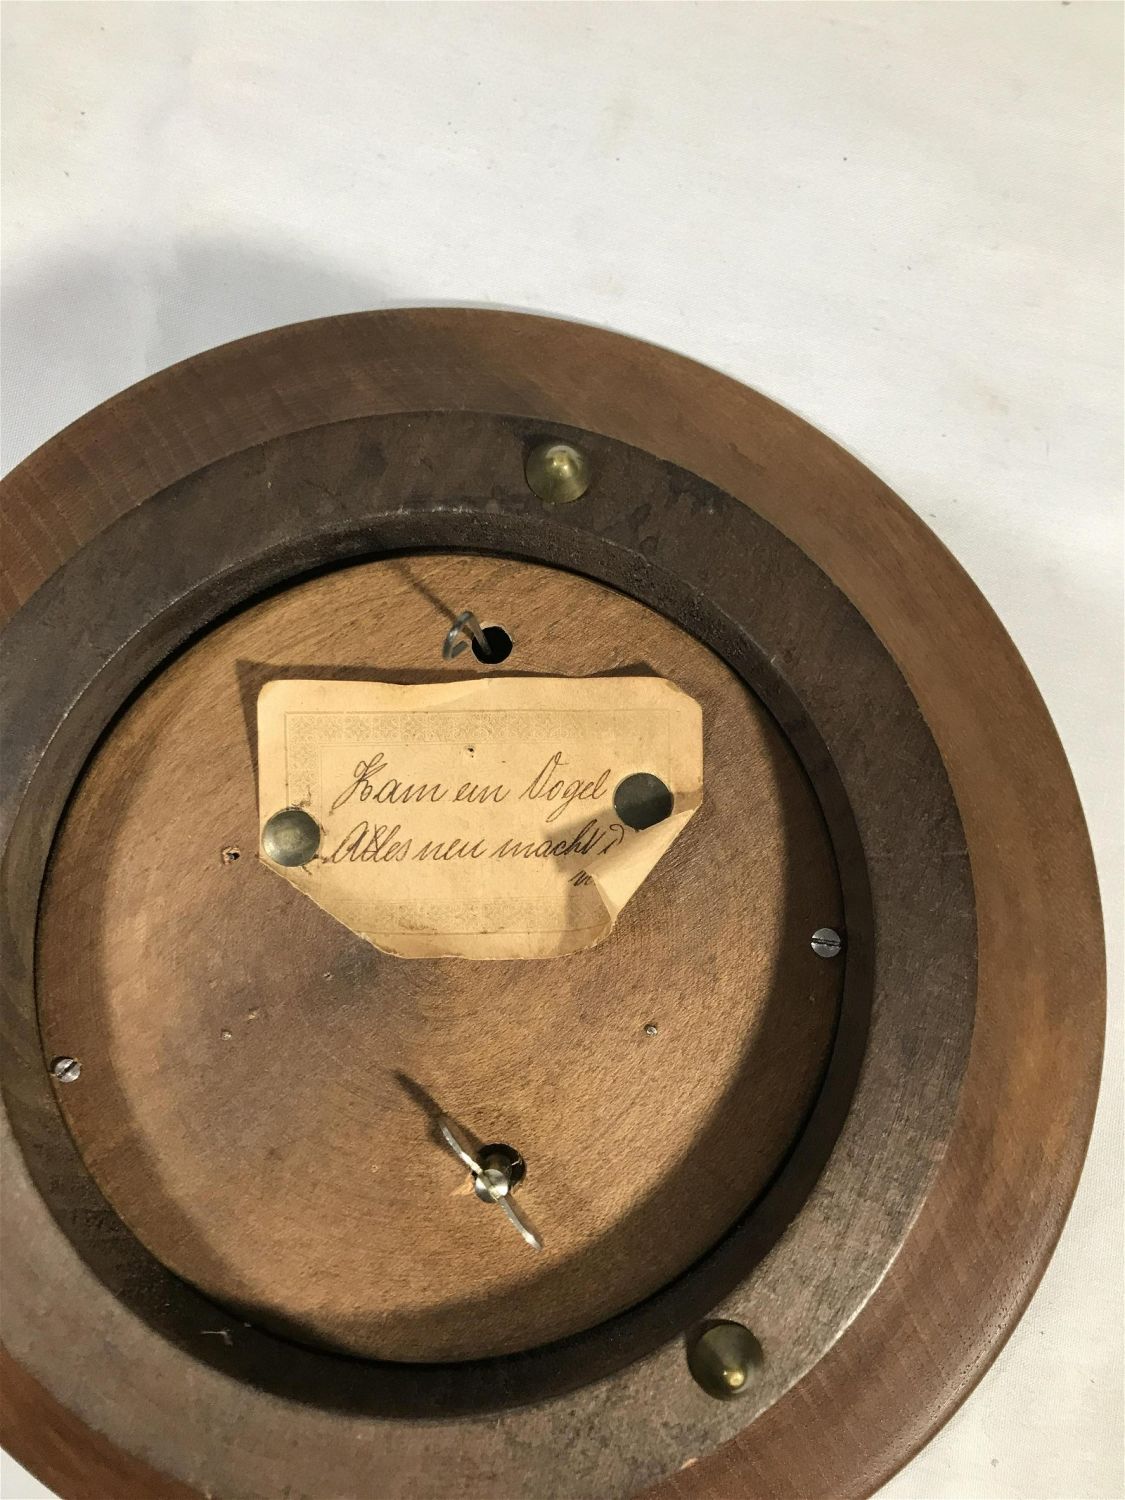 Kam ein Vogel
Alles neu macht d